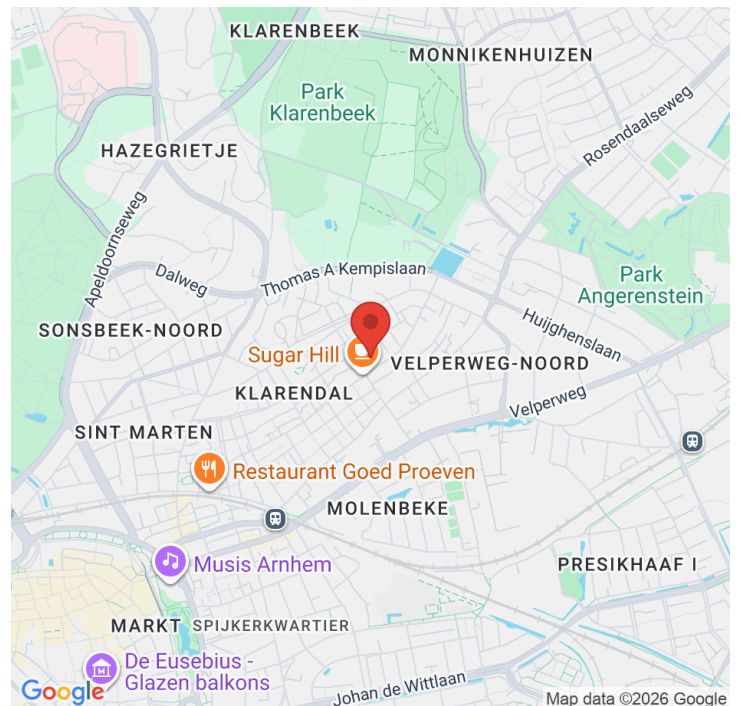 KLARENBEEK
MONNIKENHUIZEN
Park
Klarenbeek
Rosendaalseweg
HAZEGRIETJE
Apeldoornseweg
Dalweg
Thomas A Kempislaan
Park
Angerenstein
Huijghenslaan
SONSBEEK-NOORD
Sugar Hill
VELPERWEG-NOORD
KLARENDAL
Velperweg
SINT MARTEN
Restaurant Goed Proeven
MOLENBEKE
Musis Arnhem
PRESIKHAAF I
MARKT
SPIJKERKWARTIER
De Eusebius -
Glazen balkons
Johan de Wittlaan
Google
Map data ©2026 Google